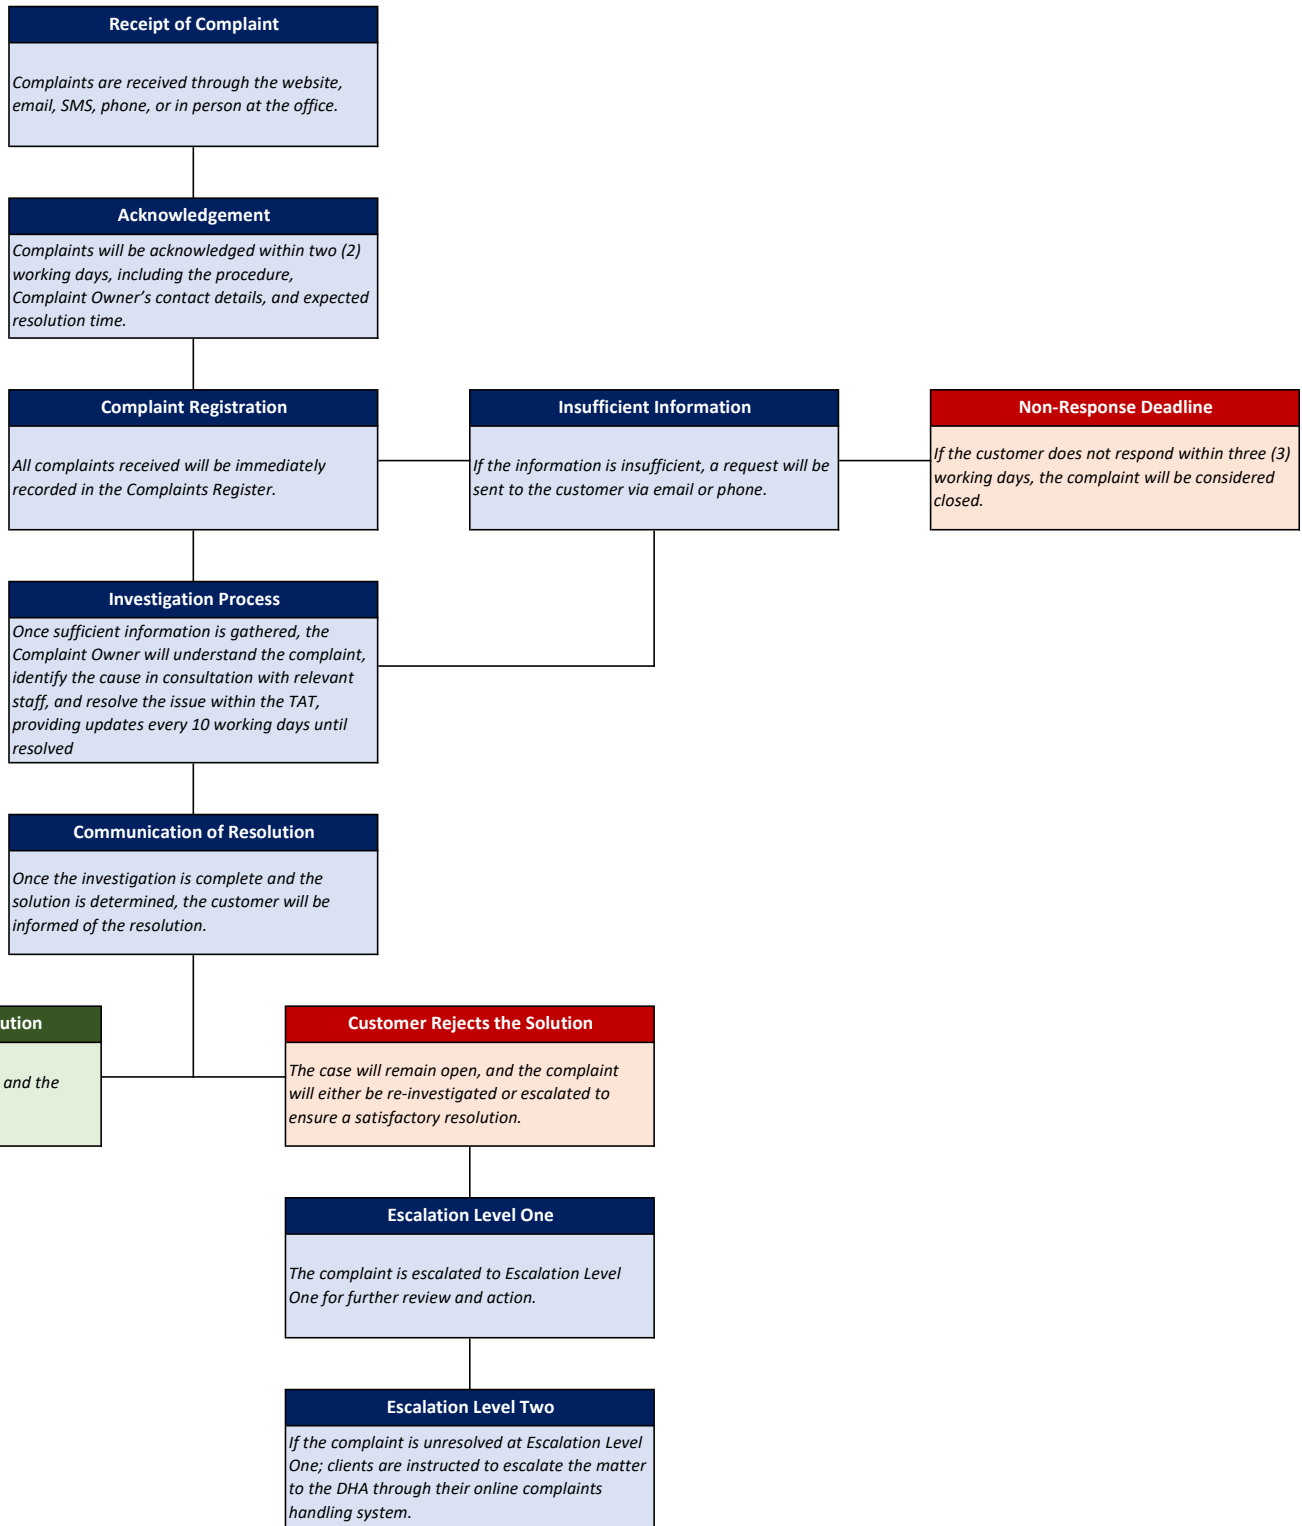 Receipt of Complaint
Complaints are received through the website,
email, SMS, phone, or in person at the office.
Acknowledgement
Complaints will be acknowledged within two (2)
working days, including the procedure,
Complaint Owner’s contact details, and expected
resolution time.
Complaint Registration
All complaints received will be immediately
recorded in the Complaints Register.
Insufficient Information
If the information is insufficient, a request will be
sent to the customer via email or phone.
Non-Response Deadline
If the customer does not respond within three (3)
working days, the complaint will be considered
closed.
Investigation Process
Once sufficient information is gathered, the
Complaint Owner will understand the complaint,
identify the cause in consultation with relevant
staff, and resolve the issue within the TAT,
providing updates every 10 working days until
resolved
Communication of Resolution
Once the investigation is complete and the
solution is determined, the customer will be
informed of the resolution.
ution
and the
Customer Rejects the Solution
The case will remain open, and the complaint
will either be re-investigated or escalated to
ensure a satisfactory resolution.
Escalation Level One
The complaint is escalated to Escalation Level
One for further review and action.
Escalation Level Two
If the complaint is unresolved at Escalation Level
One; clients are instructed to escalate the matter
to the DHA through their online complaints
handling system.